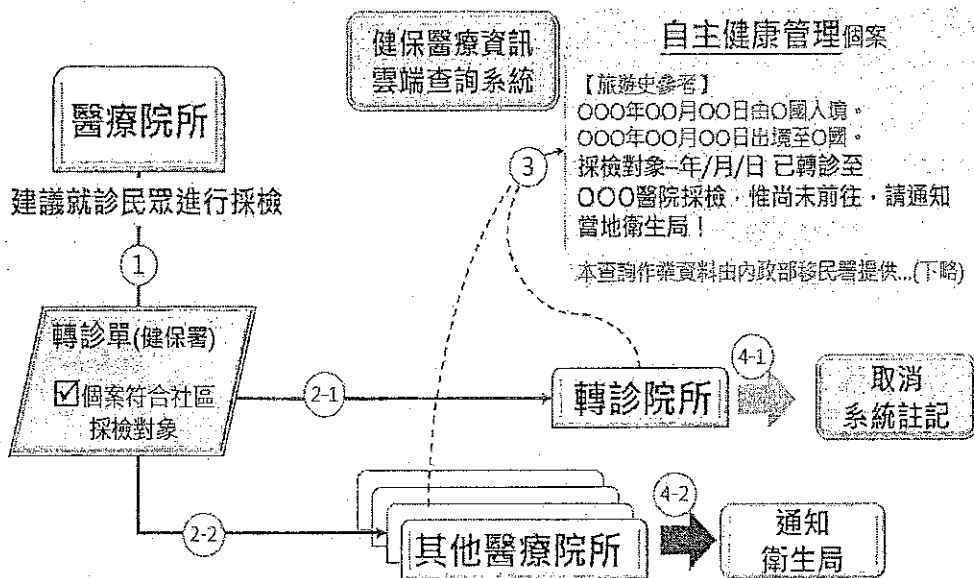 健保醫療資訊
雲端查詢系統
自主健康管理個案
【旅遊史參考】
OOO年OO月OO日由O國入境。
OOO年OO月OO日出境至O國。
採檢對象–年/月/日 已轉診至
OOO醫院採檢，惟尚未前往，請通知
當地衛生局！
本查詢作業資料由內政部移民署提供...(下略)
醫療院所
建議就診民眾進行採檢
1
3
轉診單(健保署)
☑個案符合社區
採檢對象
2-1
轉診院所
4-1
取消
系統註記
2-2
其他醫療院所
4-2
通知
衛生局